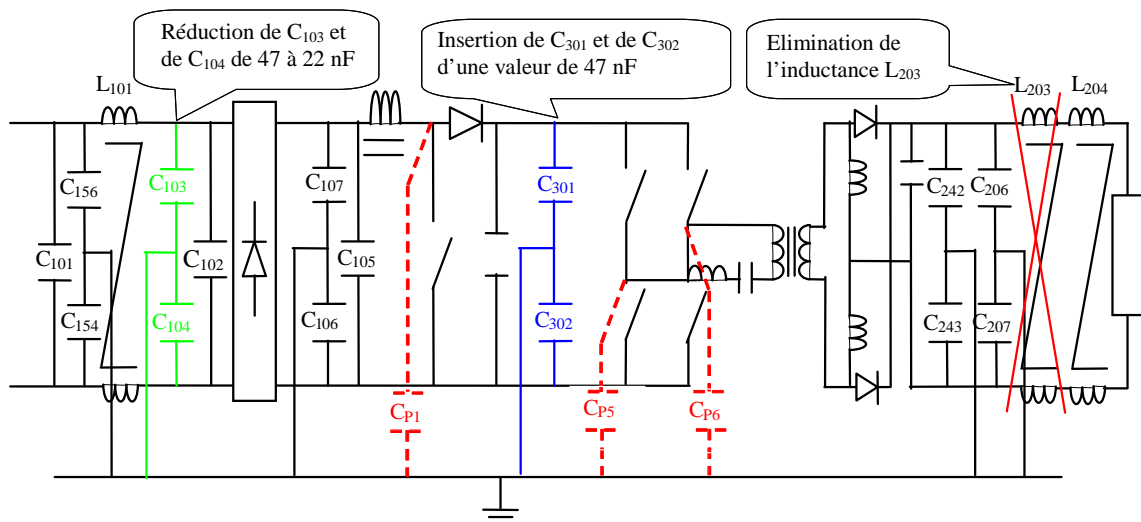 Réduction de C103 et
de C104 de 47 à 22 nF
Insertion de C301 et de C302
d’une valeur de 47 nF
Elimination de
l’inductance L203
L101
L203
L204
C156
C103
C107
C301
C242
C206
C101
C102
C105
C154
C104
C106
C302
C243
C207
CP1
CP5
CP6